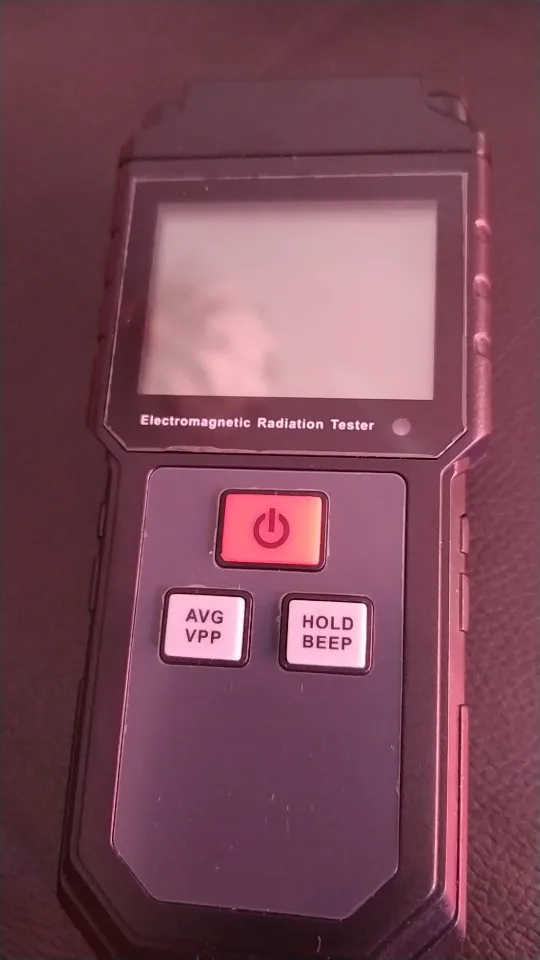 Electromagnetic Radiation Tester
AVG
VPP
HOLD
BEEP